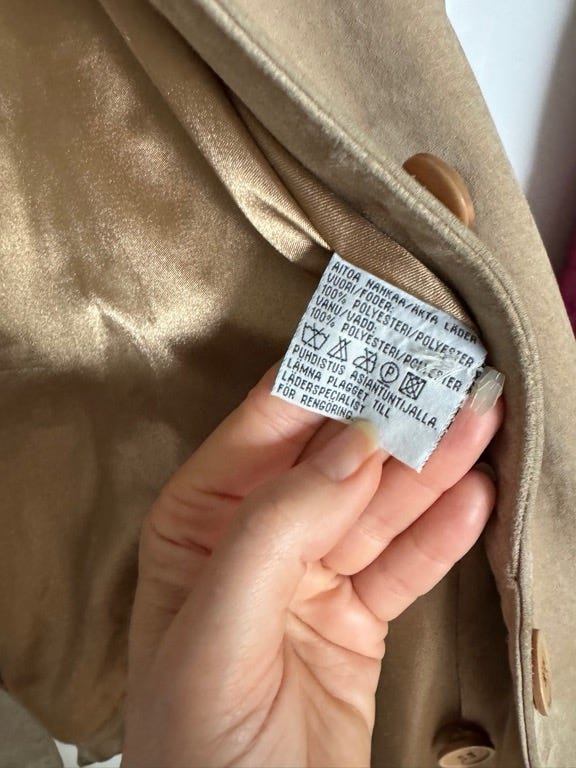 AITOA NAHKAA/ÄKTA LÄDER
VUORI/FODER:
100% POLYESTERI/POLYESTER
VANU/VADD:
100% POLYESTERI/POLYESTER
P
PUHDISTUS ASIANTUNTIJALLA.
LÄMNA PLAGGET TILL
LÄDERSPECIALIST
FÖR RENGÖRING.